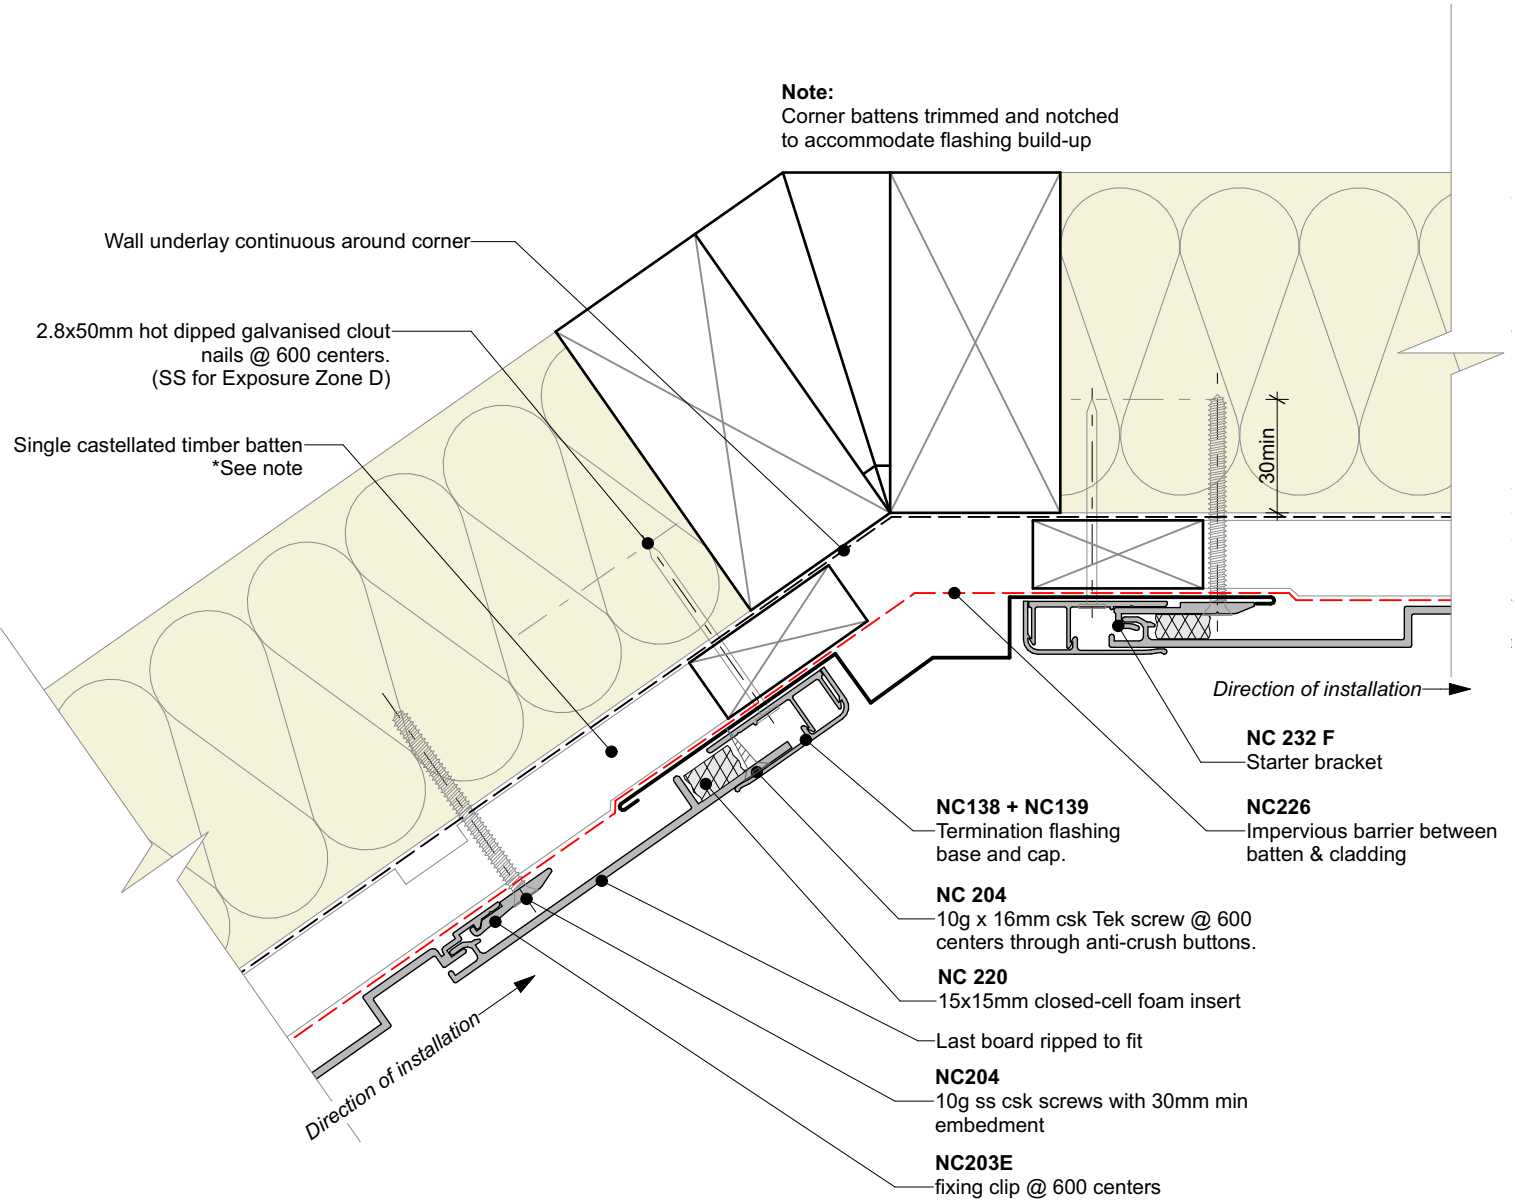 Note:
Corner battens trimmed and notched
to accommodate flashing build-up
Wall underlay continuous around corner
2.8x50mm hot dipped galvanised clout
nails @ 600 centers.
(SS for Exposure Zone D)
Single castellated timber batten
*See note
30min
Direction of installation
NC 232 F
Starter bracket
NC226
Impervious barrier between
batten & cladding
NC138 + NC139
Termination flashing
base and cap.
NC 204
10g x 16mm csk Tek screw @ 600
centers through anti-crush buttons.
NC 220
15x15mm closed-cell foam insert
Last board ripped to fit
NC204
10g ss csk screws with 30mm min
embedment
NC203E
fixing clip @ 600 centers
Direction of installation